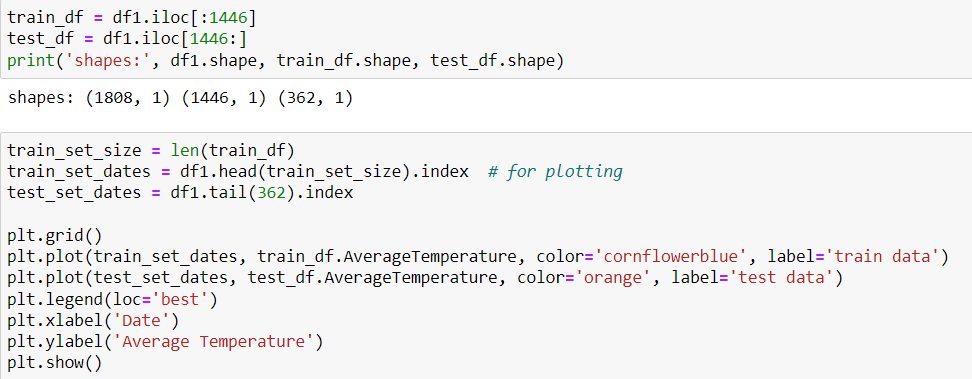 train_df = df1.iloc[:1446]
test_df = df1.iloc[1446:]
print('shapes:', df1.shape, train_df.shape, test_df.shape)
shapes: (1808, 1) (1446, 1) (362, 1)
train_set_size = len(train_df)
train_set_dates = df1.head(train_set_size).index  # for plotting
test_set_dates = df1.tail(362).index
plt.grid()
plt.plot(train_set_dates, train_df.AverageTemperature, color='cornflowerblue', label='train data')
plt.plot(test_set_dates, test_df.AverageTemperature, color='orange', label='test data')
plt.legend(loc='best')
plt.xlabel('Date')
plt.ylabel('Average Temperature')
plt.show()